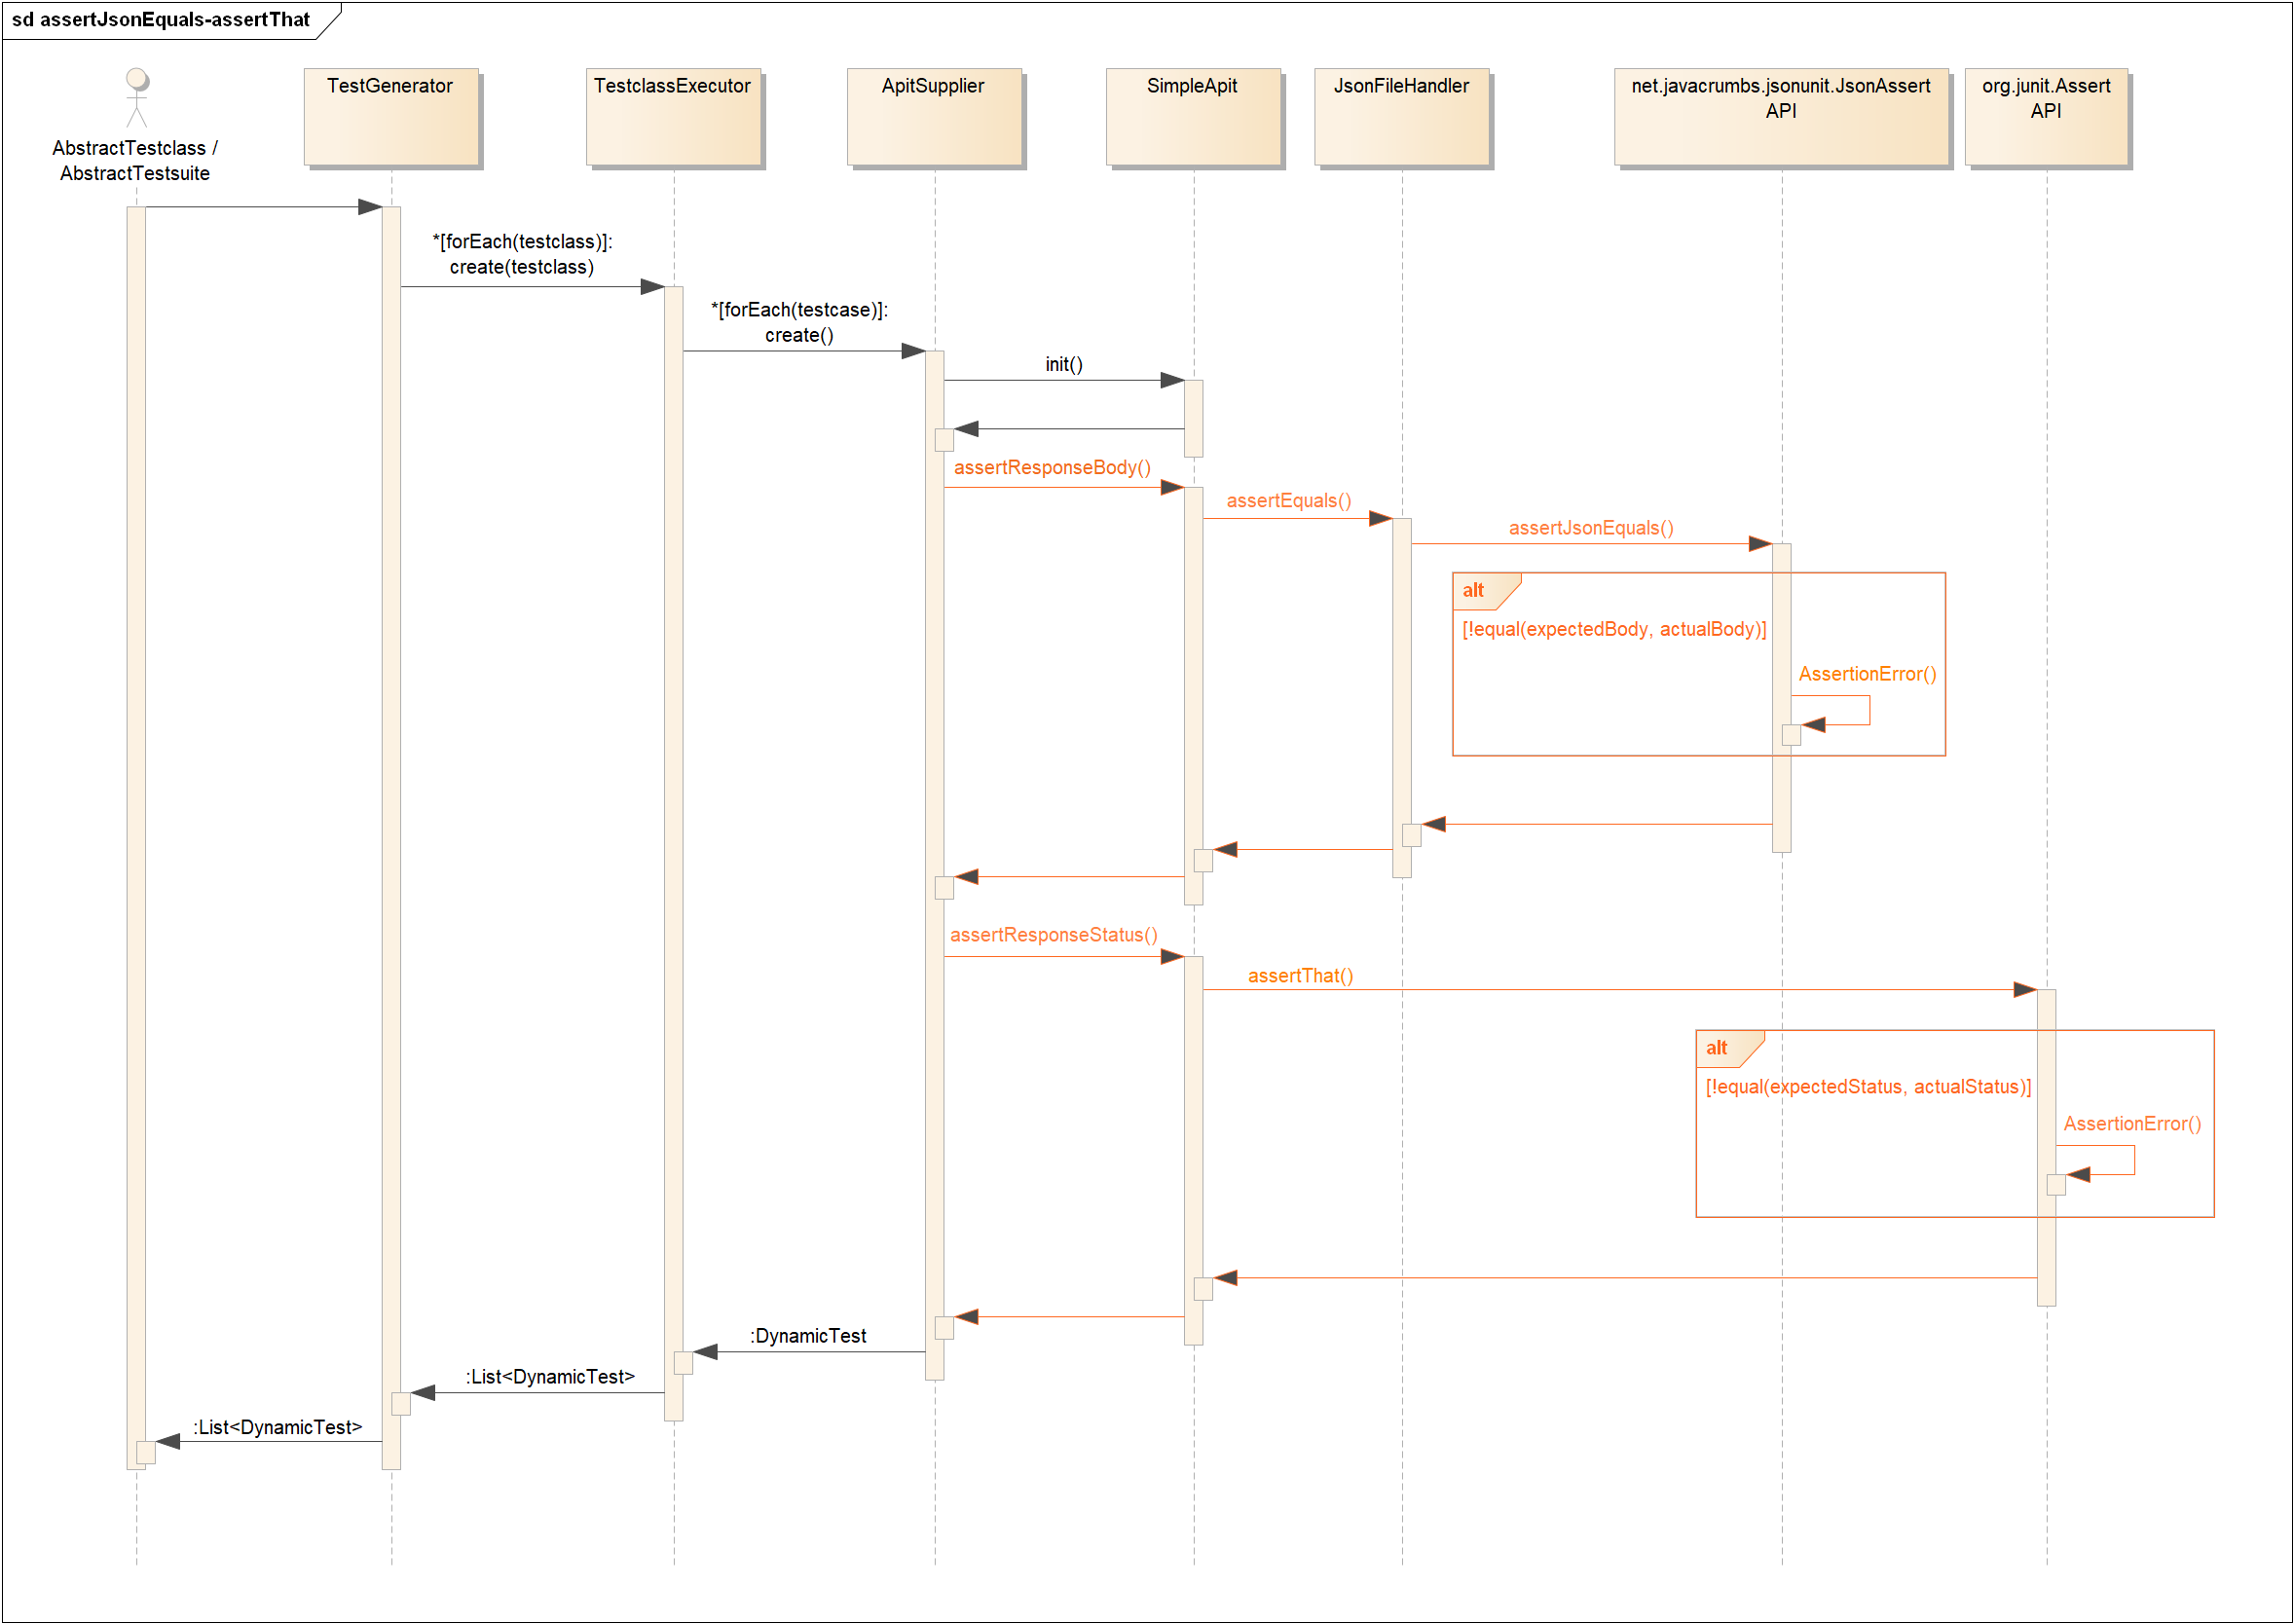 sd assertJsonEquals-assertThat
AbstractTestclass /
AbstractTestsuite
TestGenerator
TestclassExecutor
ApitSupplier
SimpleApit
JsonFileHandler
net.javacrumbs.jsonunit.JsonAssert
API
org.junit.Assert
API
*[forEach(testclass)]:
create(testclass)
*[forEach(testcase)]:
create()
init()
assertResponseBody()
assertEquals()
assertJsonEquals()
alt
[!equal(expectedBody, actualBody)]
AssertionError()
assertResponseStatus()
assertThat()
alt
[!equal(expectedStatus, actualStatus)]
AssertionError()
:DynamicTest
:List<DynamicTest>
:List<DynamicTest>